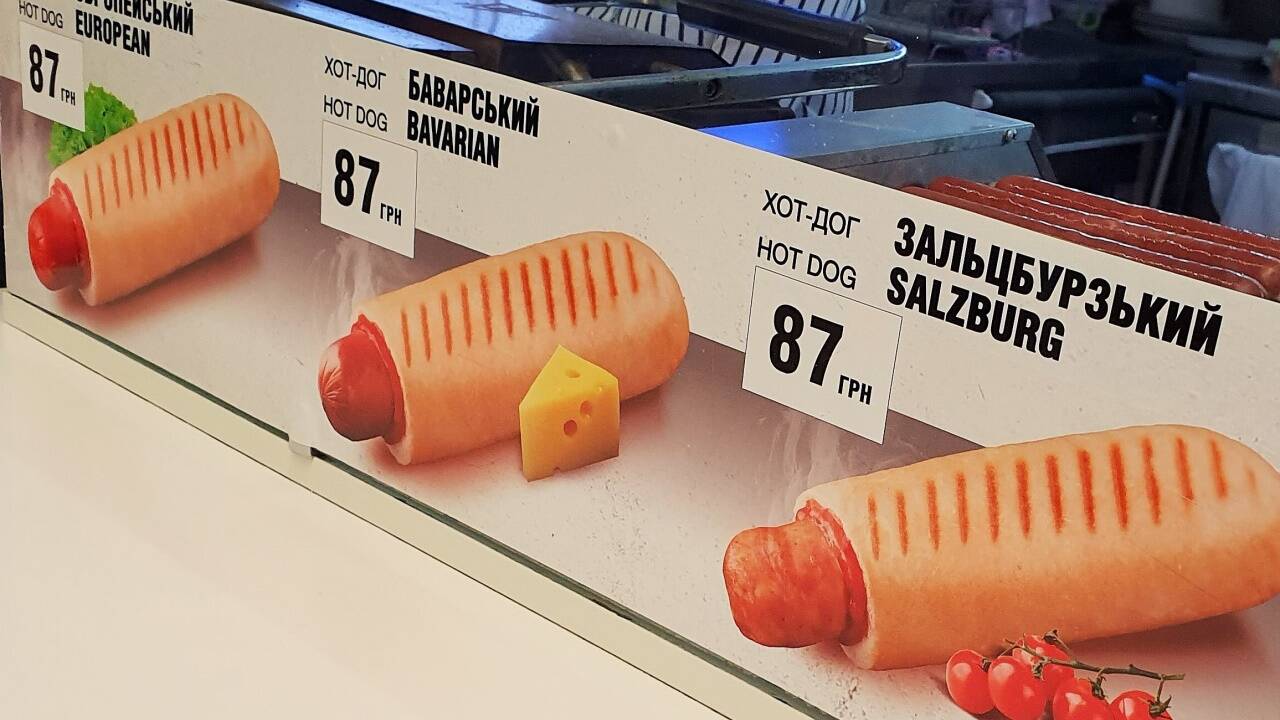 HOT DOG
EUROPEAN
87 ГРН
ХОТ-ДОГ
HOT DOG
БАВАРСЬКИЙ
BAVARIAN
87 ГРН
ХОТ-ДОГ
HOT DOG
ЗАЛЬЦБУРЗЬКИЙ
SALZBURG
87 ГРН